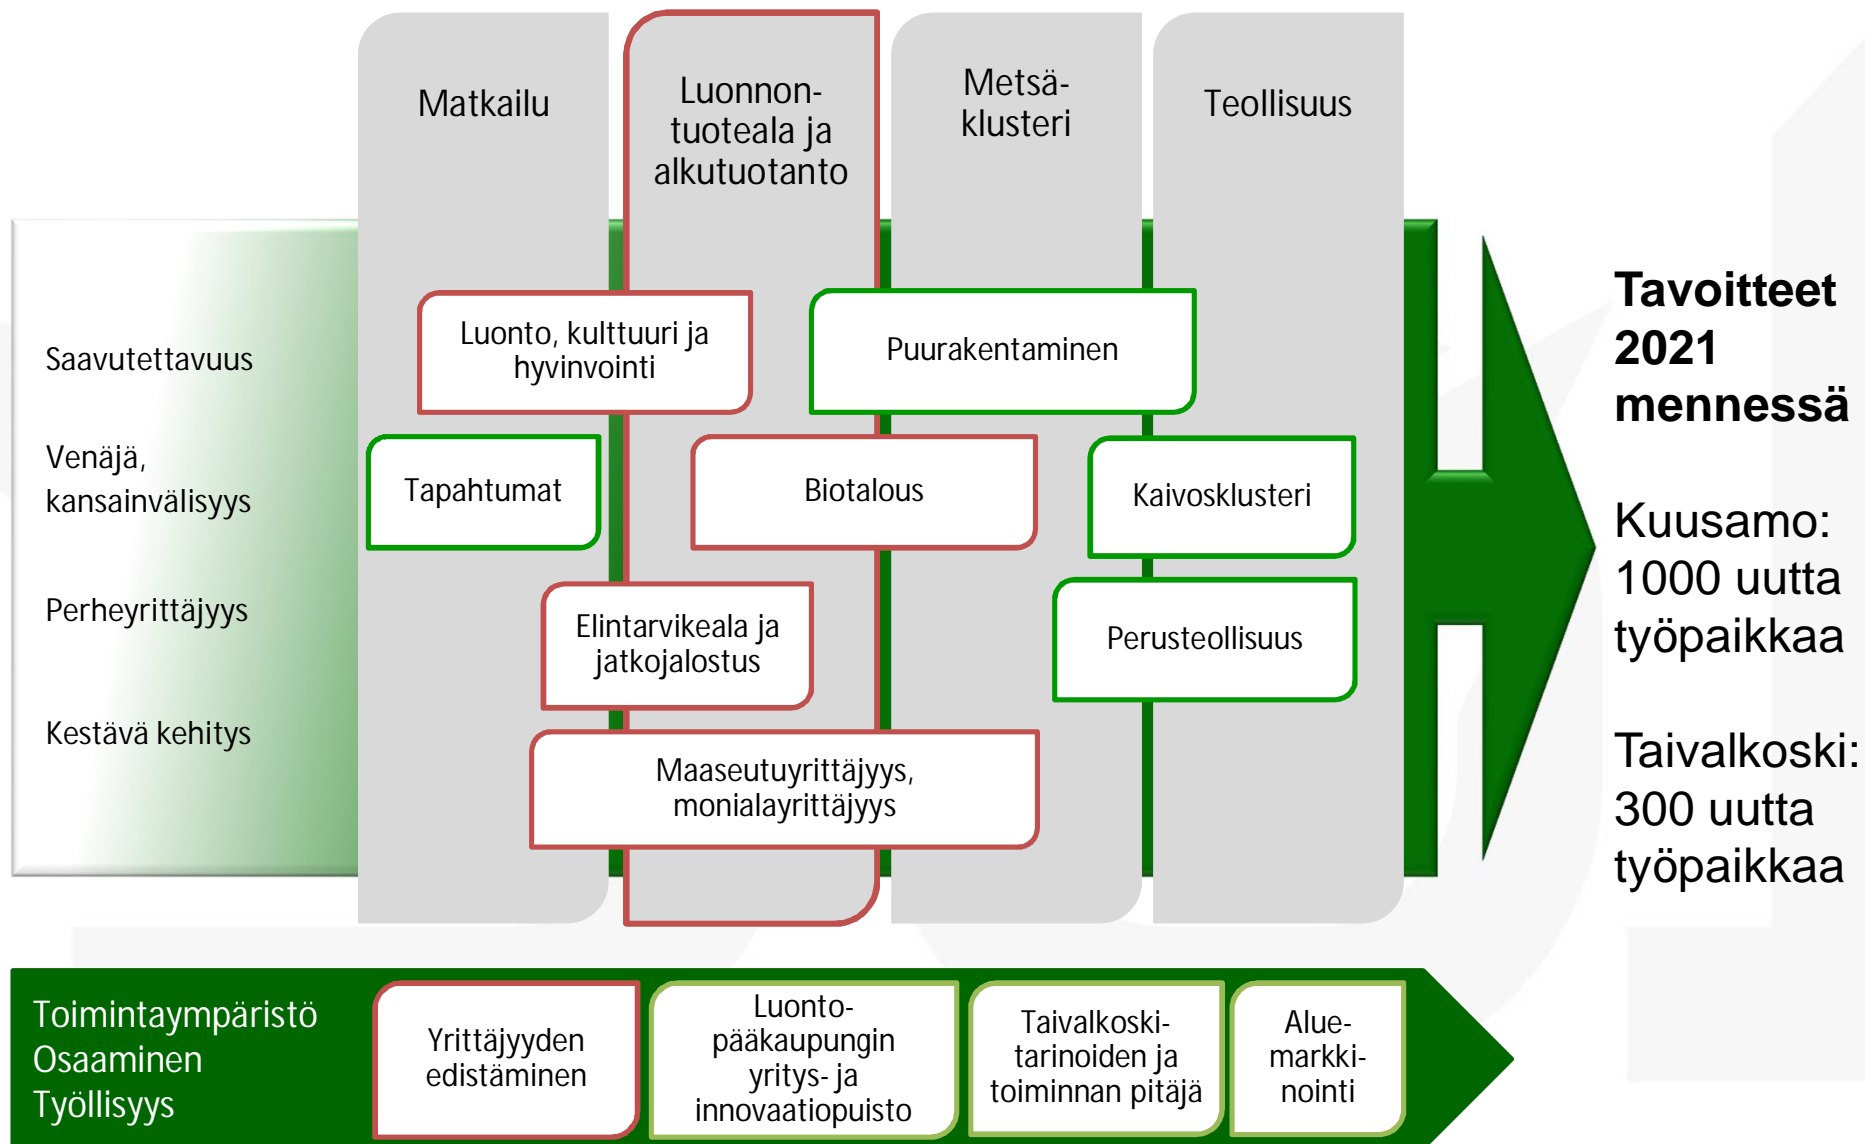 Matkailu
Luonnon-
tuoteala ja
alkutuotanto
Metsä-
klusteri
Teollisuus
Saavutettavuus
Venäjä,
kansainvälisyys
Perheyrittäjyys
Kestävä kehitys
Luonto, kulttuuri ja
hyvinvointi
Puurakentaminen
Tapahtumat
Biotalous
Kaivosklusteri
Elintarvikeala ja
jatkojalostus
Perusteollisuus
Maaseutuyrittäjyys,
monialayrittäjyys
Tavoitteet
2021
mennessä
Kuusamo:
1000 uutta
työpaikkaa
Taivalkoski:
300 uutta
työpaikkaa
Toimintaympäristö
Osaaminen
Työllisyys
Yrittäjyyden
edistäminen
Luonto-
pääkaupungin
yritys- ja
innovaatiopuisto
Taivalkoski-
tarinoiden ja
toiminnan pitäjä
Alue-
markki-
nointi